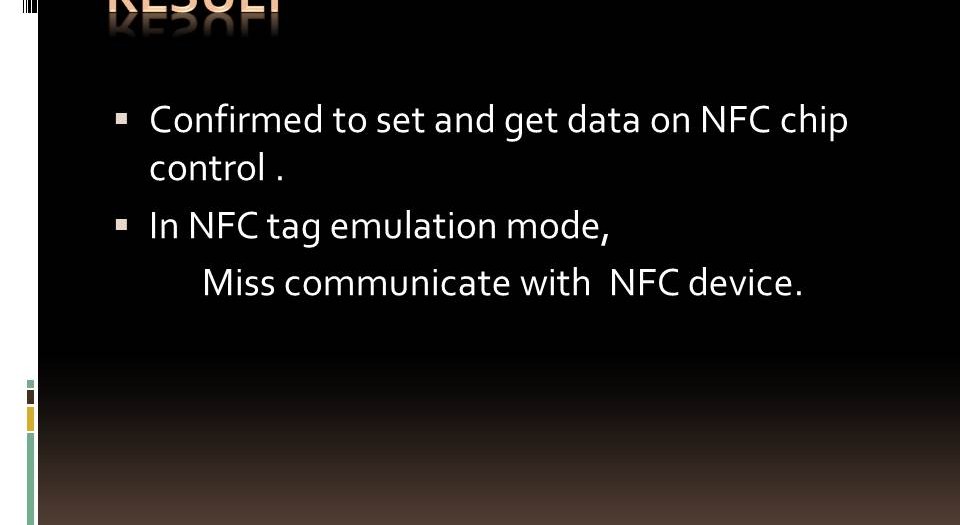 RESULT
Confirmed to set and get data on NFC chip
control .
In NFC tag emulation mode,
Miss communicate with NFC device.